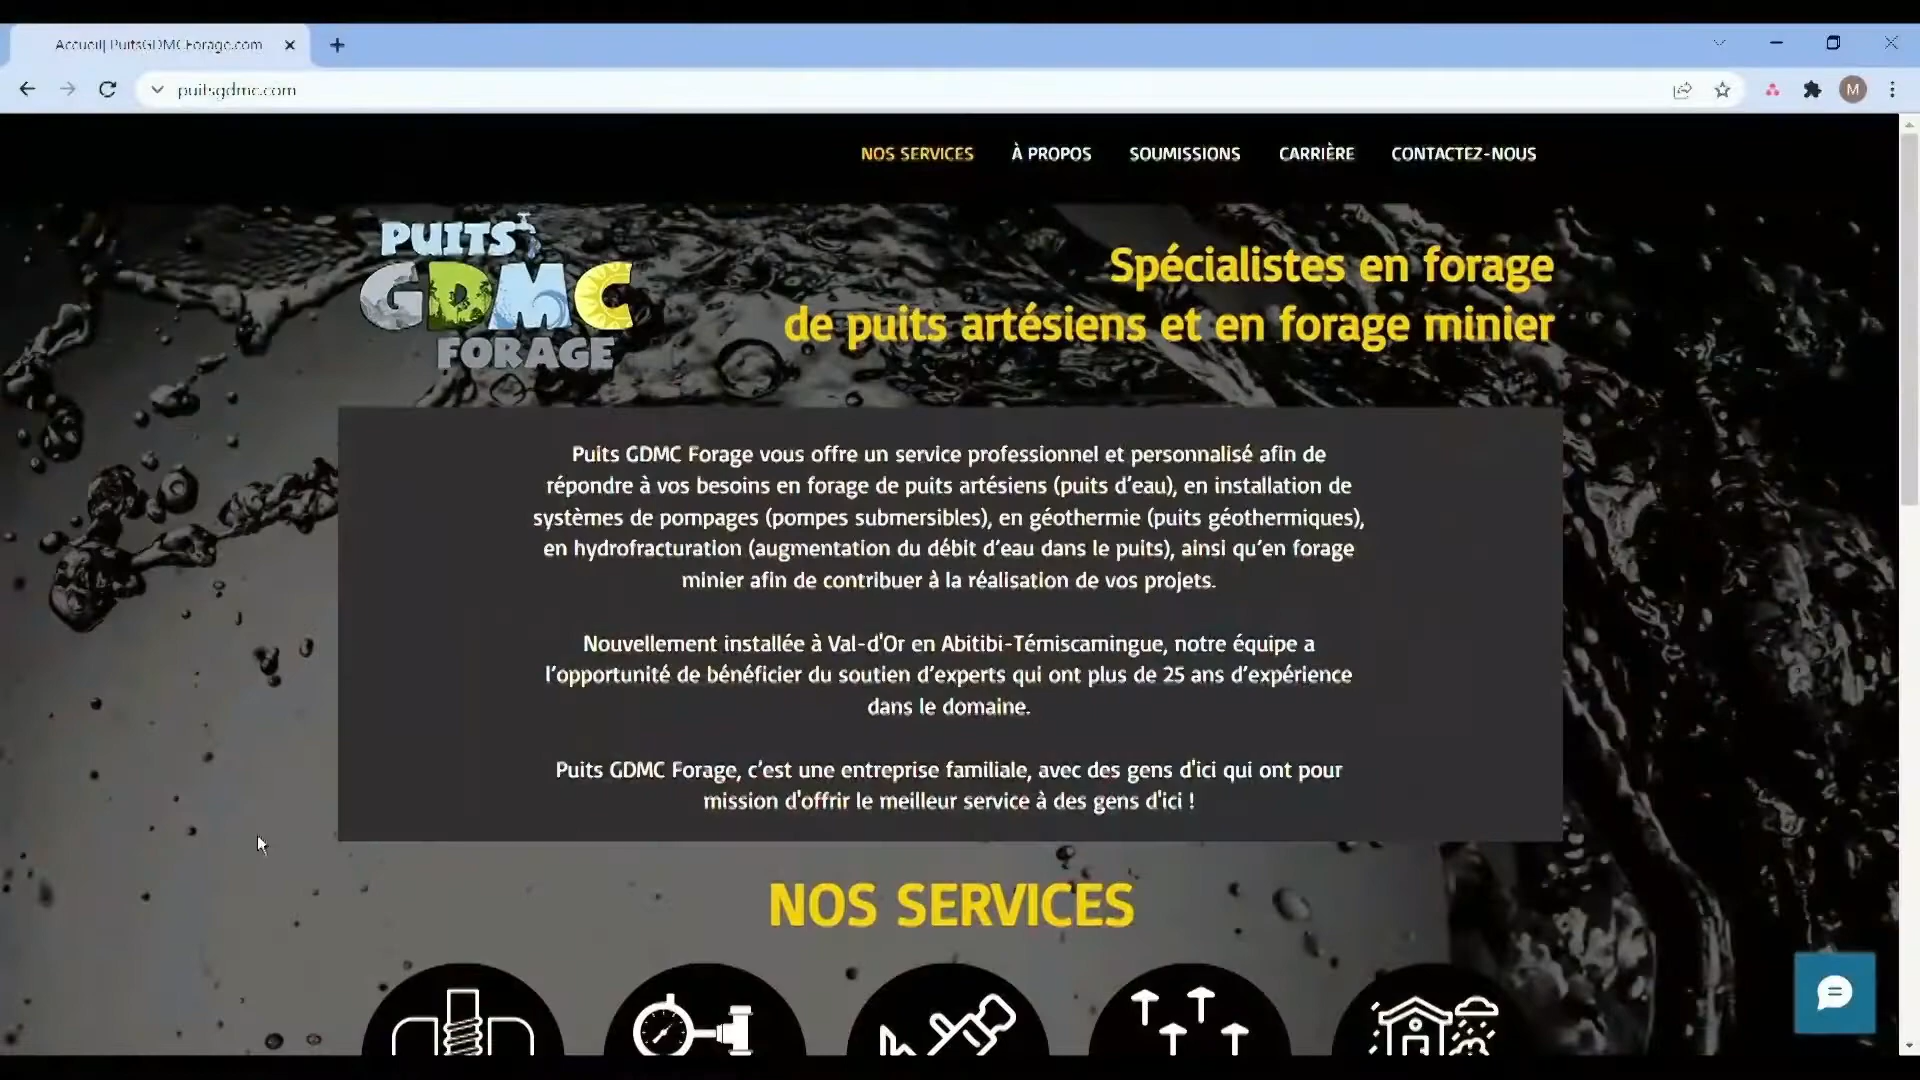 Accueil| PuitsGDMCForage.com
puitsgdmc.com
M
NOS SERVICES À PROPOS SOUMISSIONS CARRIÈRE CONTACTEZ-NOUS
PUITS
GDMC
FORAGE
Spécialistes en forage
de puits artésiens et en forage minier
Puits GDMC Forage vous offre un service professionnel et personnalisé afin de
répondre à vos besoins en forage de puits artésiens (puits d’eau), en installation de
systèmes de pompages (pompes submersibles), en géothermie (puits géothermiques),
en hydrofracturation (augmentation du débit d’eau dans le puits), ainsi qu’en forage
minier afin de contribuer à la réalisation de vos projets.
Nouvellement installée à Val-d'Or en Abitibi-Témiscamingue, notre équipe a
l’opportunité de bénéficier du soutien d’experts qui ont plus de 25 ans d’expérience
dans le domaine.
Puits GDMC Forage, c’est une entreprise familiale, avec des gens d'ici qui ont pour
mission d'offrir le meilleur service à des gens d'ici !
NOS SERVICES